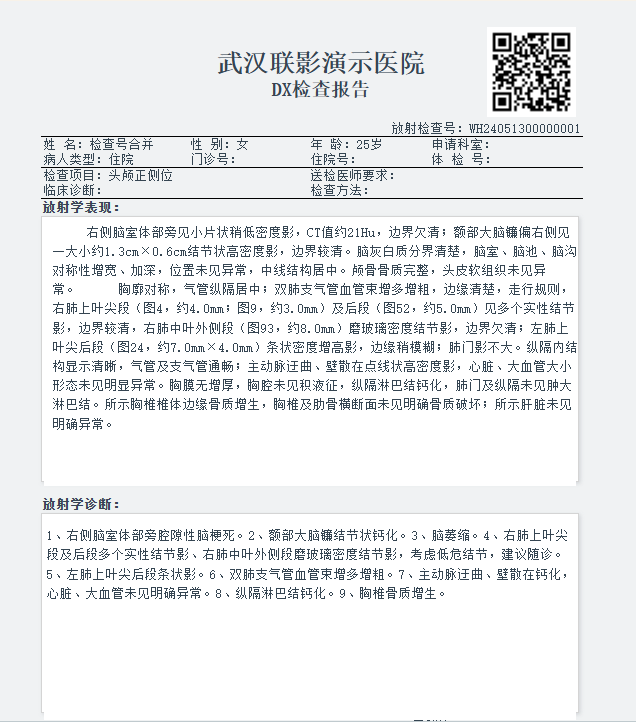 武汉联影演示医院
DX检查报告
放射检查号: WH24051300000001
姓 名: 检查号合并 性 别: 女 年 龄: 25岁 申请科室:
病人类型: 住院 门诊号: 住院号: 体 检 号:
检查项目: 头颅正侧位 送检医师要求:
临床诊断: 检查方法:
放射学表现:
右侧脑室体部旁见小片状稍低密度影，CT值约21Hu，边界欠清；额部大脑镰偏右侧见
一大小约1.3cm×0.6cm结节状高密度影，边界较清。脑灰白质分界清楚，脑室、脑池、脑沟
对称性增宽、加深，位置未见异常，中线结构居中。颅骨骨质完整，头皮软组织未见异
常。 胸廓对称，气管纵隔居中；双肺支气管血管束增多增粗，边缘清楚，走行规则，
右肺上叶尖段（图4，约4.0mm；图9，约3.0mm）及后段（图52，约5.0mm）见多个实性结节
影，边界较清，右肺中叶外侧段（图93，约8.0mm）磨玻璃密度结节影，边界欠清；左肺上
叶尖后段（图24，约7.0mm×4.0mm）条状密度增高影，边缘稍模糊；肺门影不大。纵隔内结
构显示清晰，气管及支气管通畅；主动脉迂曲、壁散在点线状高密度影，心脏、大血管大小
形态未见明显异常。胸膜无增厚，胸腔未见积液征，纵隔淋巴结钙化，肺门及纵隔未见肿大
淋巴结。所示胸椎椎体边缘骨质增生，胸椎及肋骨横断面未见明确骨质破坏；所示肝脏未见
明确异常。
放射学诊断:
1、右侧脑室体部旁腔隙性脑梗死。2、额部大脑镰结节状钙化。3、脑萎缩。4、右肺上叶尖
段及后段多个实性结节影、右肺中叶外侧段磨玻璃密度结节影，考虑低危结节，建议随诊。
5、左肺上叶尖后段条状影。6、双肺支气管血管束增多增粗。7、主动脉迂曲、壁散在钙化，
心脏、大血管未见明确异常。8、纵隔淋巴结钙化。9、胸椎骨质增生。